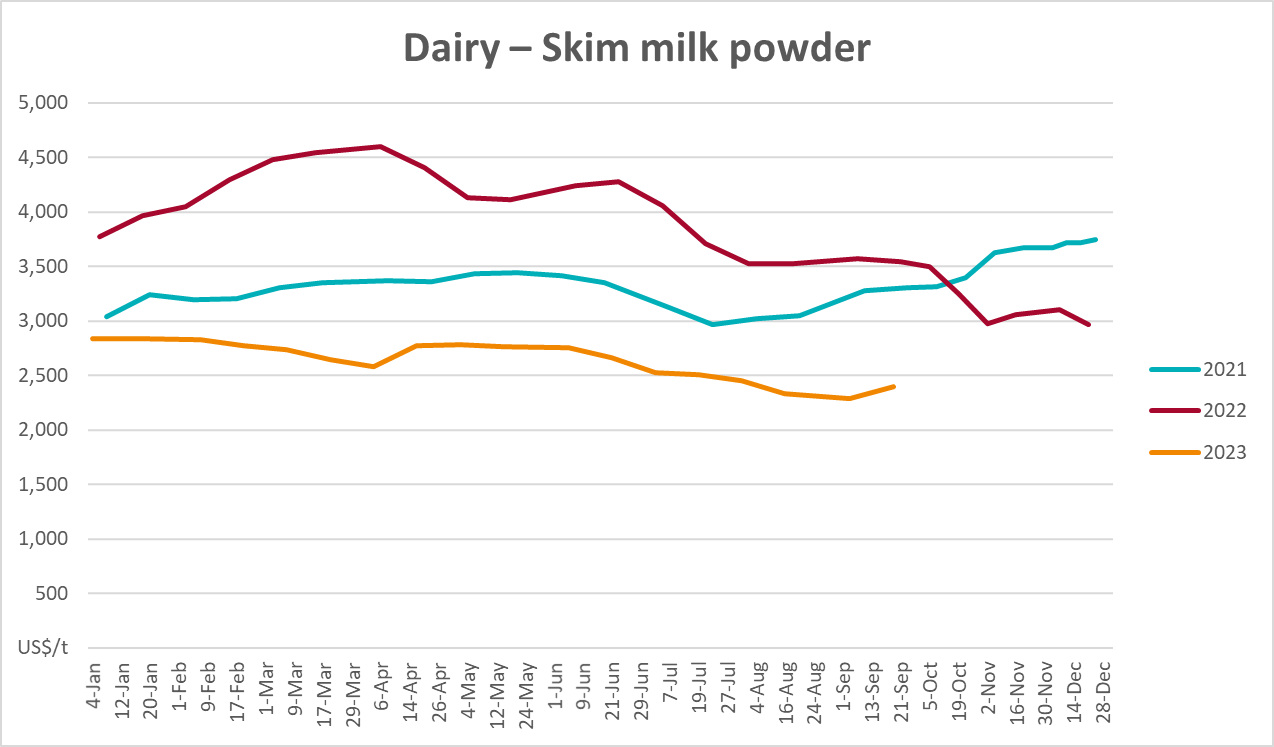 Dairy – Skim milk powder
5,000
4,500
4,000
3,500
3,000
2,500
2,000
1,500
1,000
500
US$/t
4-Jan
12-Jan
20-Jan
1-Feb
9-Feb
17-Feb
1-Mar
9-Mar
17-Mar
29-Mar
6-Apr
14-Apr
26-Apr
4-May
12-May
24-May
1-Jun
9-Jun
21-Jun
29-Jun
7-Jul
19-Jul
27-Jul
4-Aug
16-Aug
24-Aug
1-Sep
13-Sep
21-Sep
5-Oct
19-Oct
2-Nov
16-Nov
30-Nov
14-Dec
28-Dec
2021
2022
2023